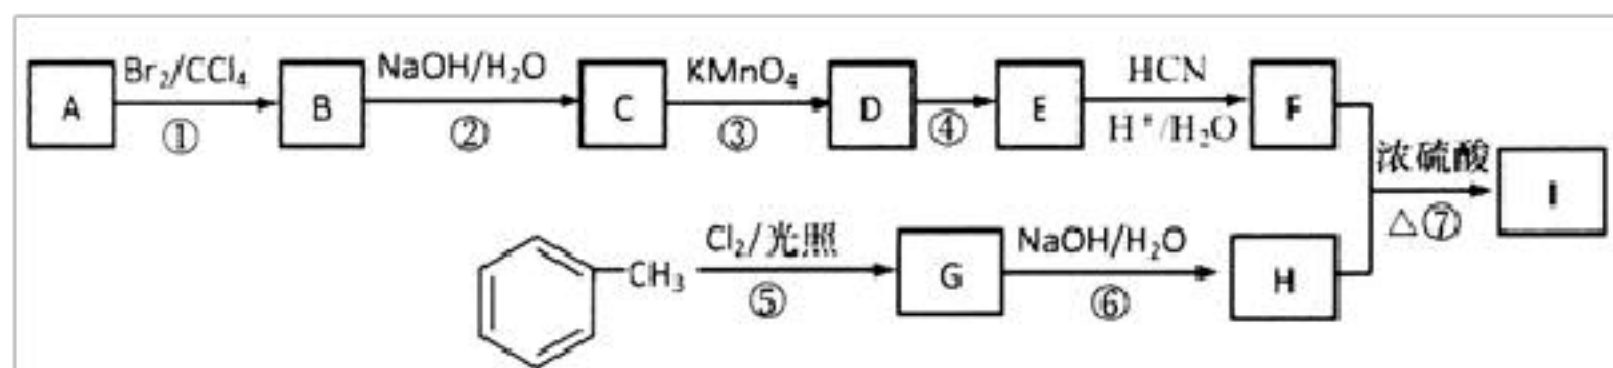 A Br₂/CCl₄ ① B NaOH/H₂O ② C KMnO₄ ③ D ④ E HCN H⁺/H₂O F
浓硫酸 △⑦ I
CH₃ Cl₂/光照 ⑤ G NaOH/H₂O ⑥ H